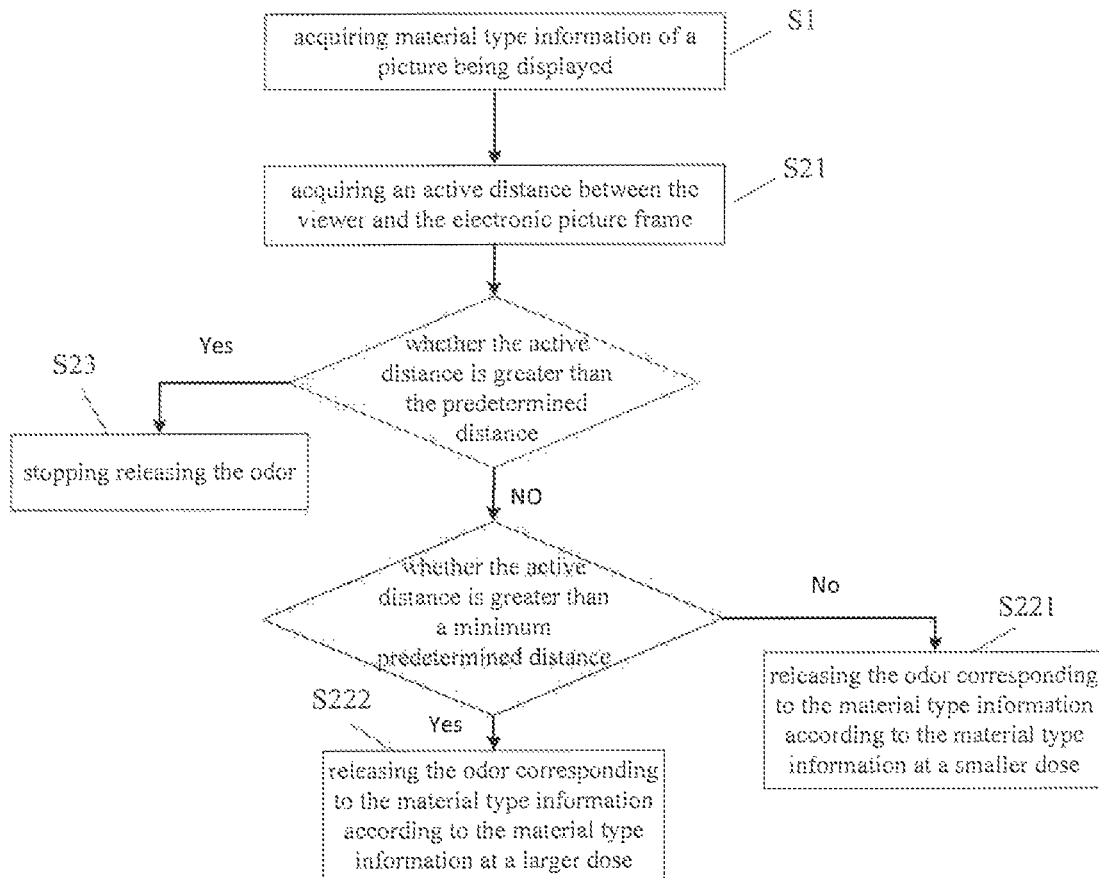 S1
acquiring material type information of a
picture being displayed
S21
acquiring an active distance between the
viewer and the electronic picture frame
whether the active
distance is greater than
the predetermined
distance
Yes
S23
stopping releasing the odor
NO
whether the active
distance is greater than
a minimum
predetermined distance
No
S221
releasing the odor corresponding
to the material type information
according to the material type
information at a smaller dose
Yes
S222
releasing the odor corresponding
to the material type information
according to the material type
information at a larger dose